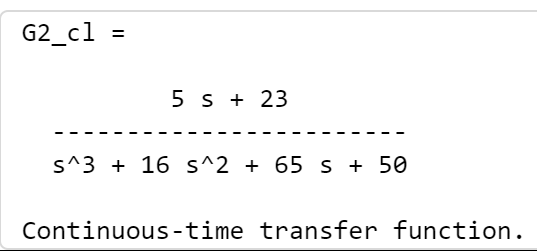 G2_cl =
5 s + 23
------------------------
s^3 + 16 s^2 + 65 s + 50
Continuous-time transfer function.